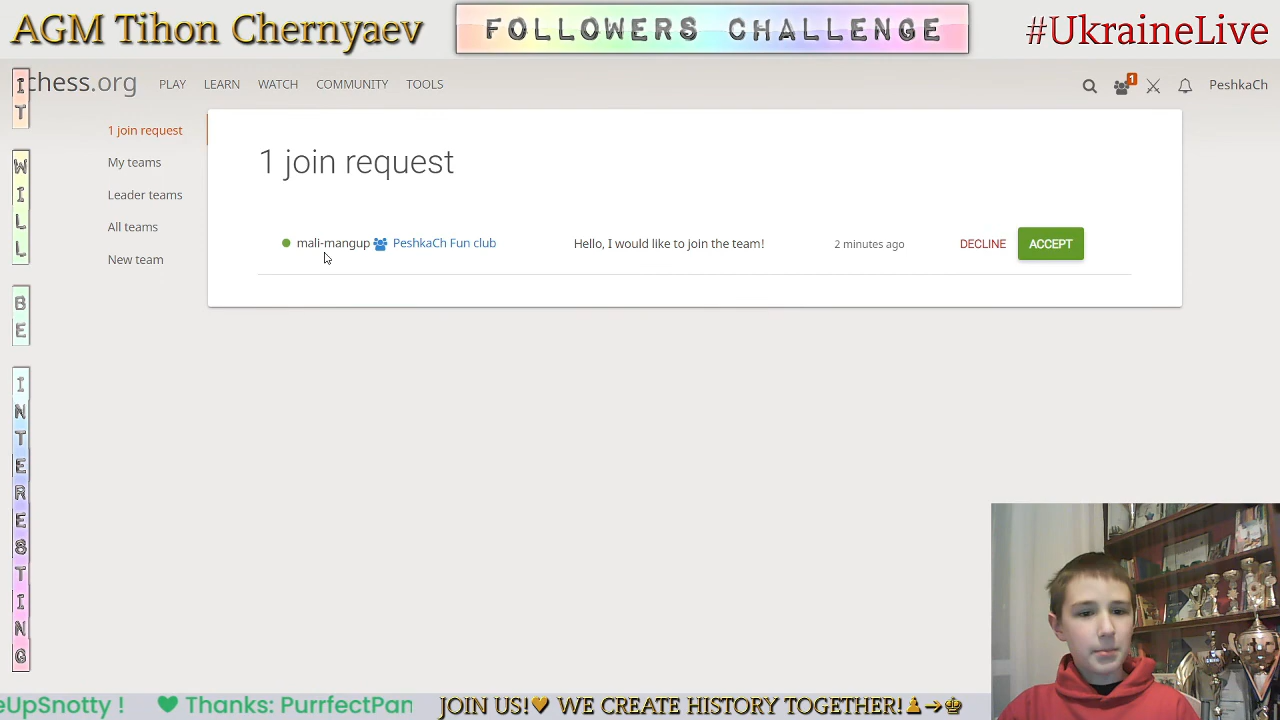 AGM Tihon Chernyaev
FOLLOWERS CHALLENGE
#UkraineLive
chess.org
PLAY
LEARN
WATCH
COMMUNITY
TOOLS
1
PeshkaCh
1 join request
My teams
Leader teams
All teams
New team
1 join request
mali-mangup PeshkaCh Fun club
Hello, I would like to join the team!
2 minutes ago
DECLINE
ACCEPT
IT
WILL
BE
INTERESTING
eUpSnotty !
Thanks: PurrfectPan
JOIN US!♥ WE CREATE HISTORY TOGETHER!♟→♚